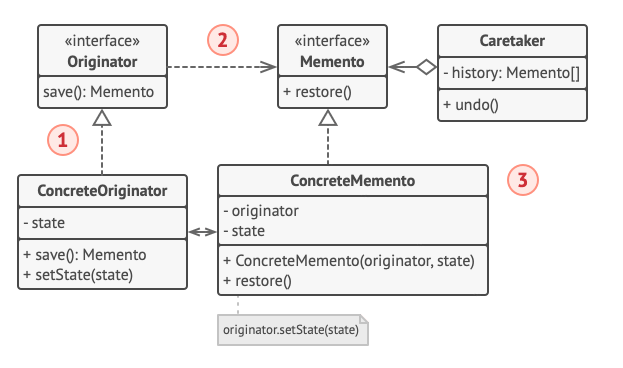 «interface»
Originator
save(): Memento
2
«interface»
Memento
+ restore()
Caretaker
- history: Memento[]
+ undo()
1
ConcreteOriginator
- state
+ save(): Memento
+ setState(state)
ConcreteMemento
- originator
- state
+ ConcreteMemento(originator, state)
+ restore()
3
originator.setState(state)